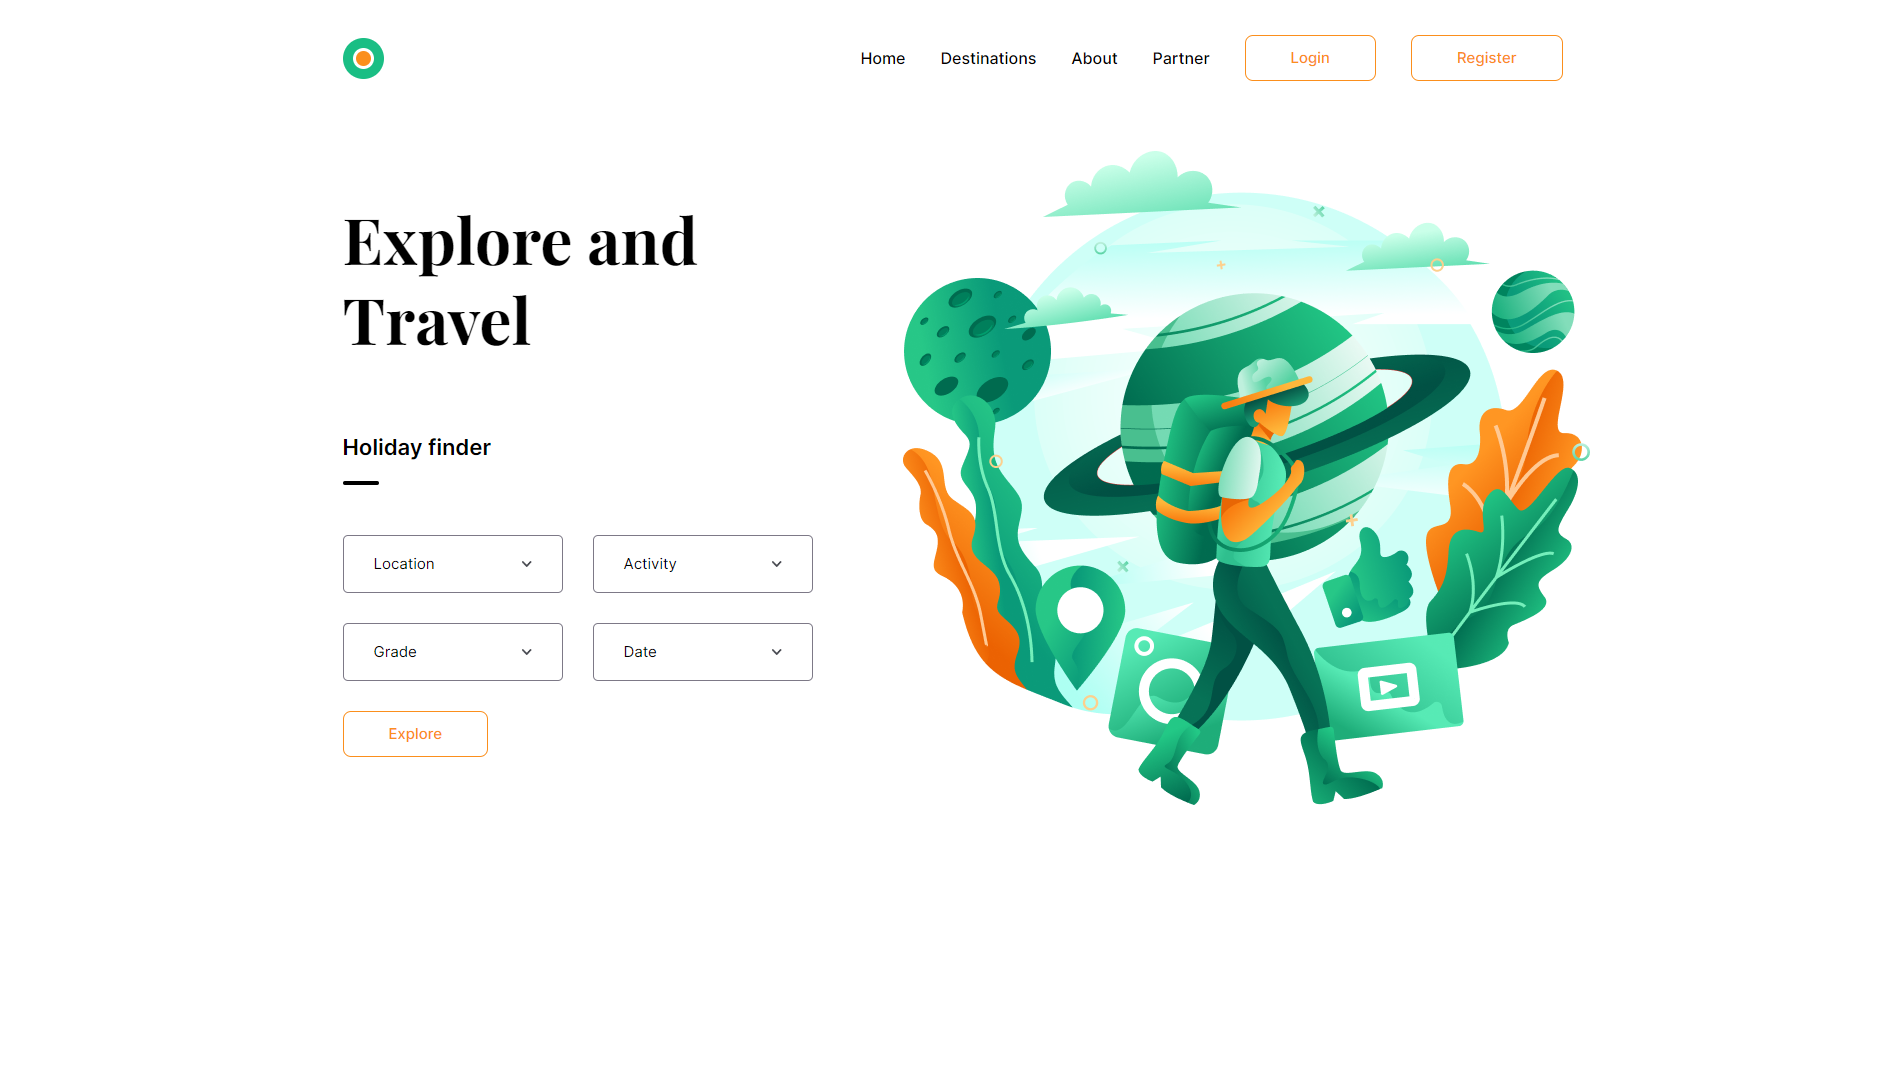 Home Destinations About Partner Login Register
Explore and
Travel
Holiday finder
Location Activity
Grade Date
Explore